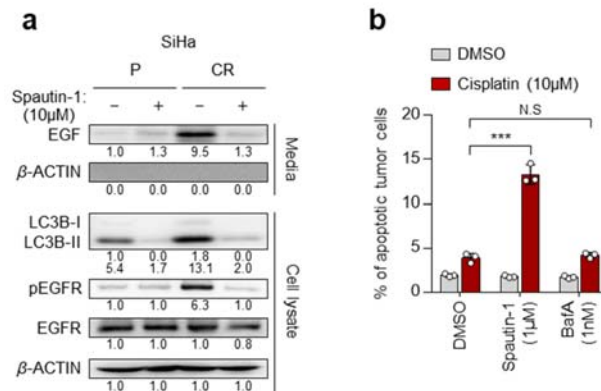 a
SiHa
P CR
Spautin-1: − + − +
(10μM)
EGF
1.0 1.3 9.5 1.3
β-ACTIN
0.0 0.0 0.0 0.0
Media
LC3B-I
LC3B-II
1.0 0.0 1.8 0.0
5.4 1.7 13.1 2.0
pEGFR
1.0 1.0 6.3 1.0
EGFR
1.0 1.0 1.0 0.8
β-ACTIN
1.0 1.0 1.0 1.0
Cell lysate
b
DMSO
Cisplatin (10μM)
N.S
***
% of apoptotic tumor cells
20
15
10
5
0
DMSO
Spautin-1
(1μM)
BafA
(1nM)